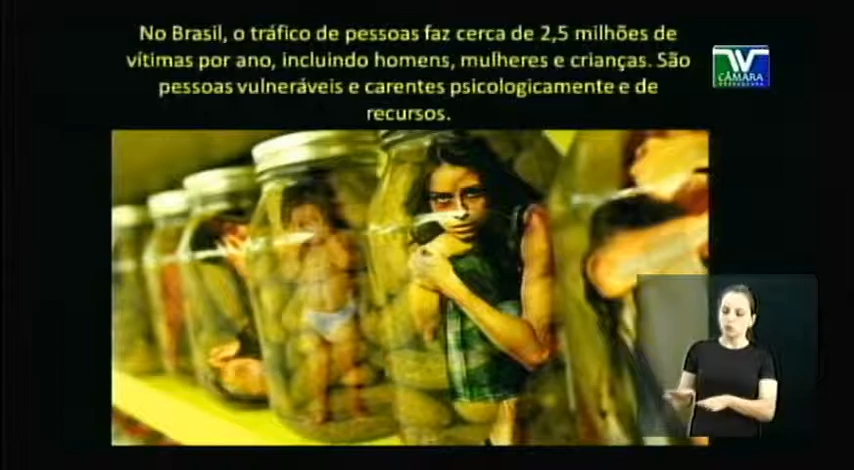 No Brasil, o tráfico de pessoas faz cerca de 2,5 milhões de
vítimas por ano, incluindo homens, mulheres e crianças. São
pessoas vulneráveis e carentes psicologicamente e de
recursos.
CÂMARA